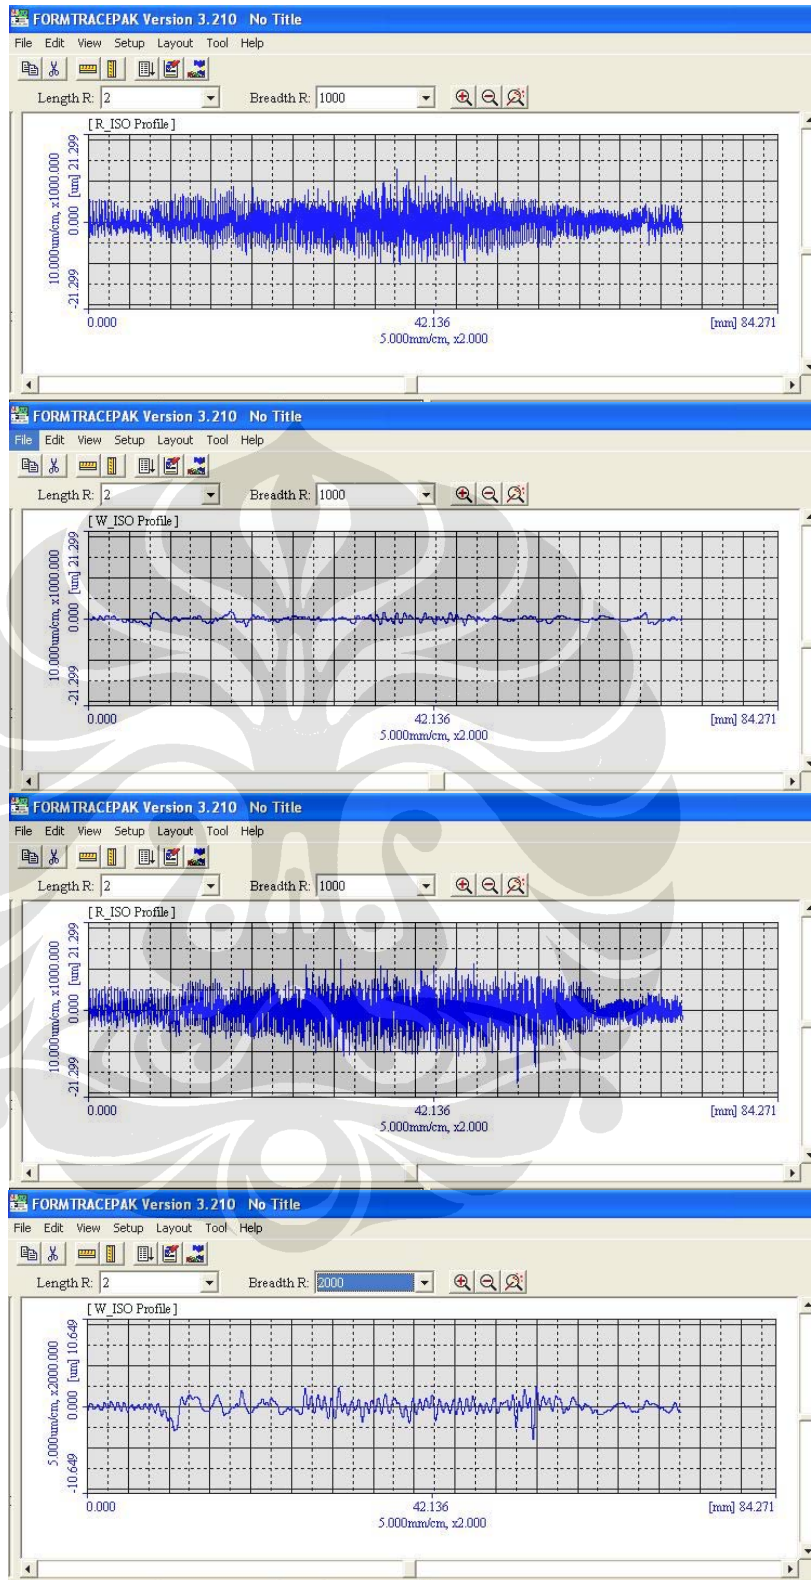 FORMTRACEPAK Version 3.210 No Title
File Edit View Setup Layout Tool Help
Length R: 2 Breadth R: 1000
[ R_ISO Profile ]
10.000um/cm, x1000.000
[um] 21.299
0.000
-21.299
0.000 42.136 [mm] 84.271
5.000mm/cm, x2.000
FORMTRACEPAK Version 3.210 No Title
File Edit View Setup Layout Tool Help
Length R: 2 Breadth R: 1000
[ W_ISO Profile ]
10.000um/cm, x1000.000
[um] 21.299
0.000
-21.299
0.000 42.136 [mm] 84.271
5.000mm/cm, x2.000
FORMTRACEPAK Version 3.210 No Title
File Edit View Setup Layout Tool Help
Length R: 2 Breadth R: 1000
[ R_ISO Profile ]
10.000um/cm, x1000.000
[um] 21.299
0.000
-21.299
0.000 42.136 [mm] 84.271
5.000mm/cm, x2.000
FORMTRACEPAK Version 3.210 No Title
File Edit View Setup Layout Tool Help
Length R: 2 Breadth R: 2000
[ W_ISO Profile ]
5.000um/cm, x2000.000
[um] 10.649
0.000
-10.649
0.000 42.136 [mm] 84.271
5.000mm/cm, x2.000